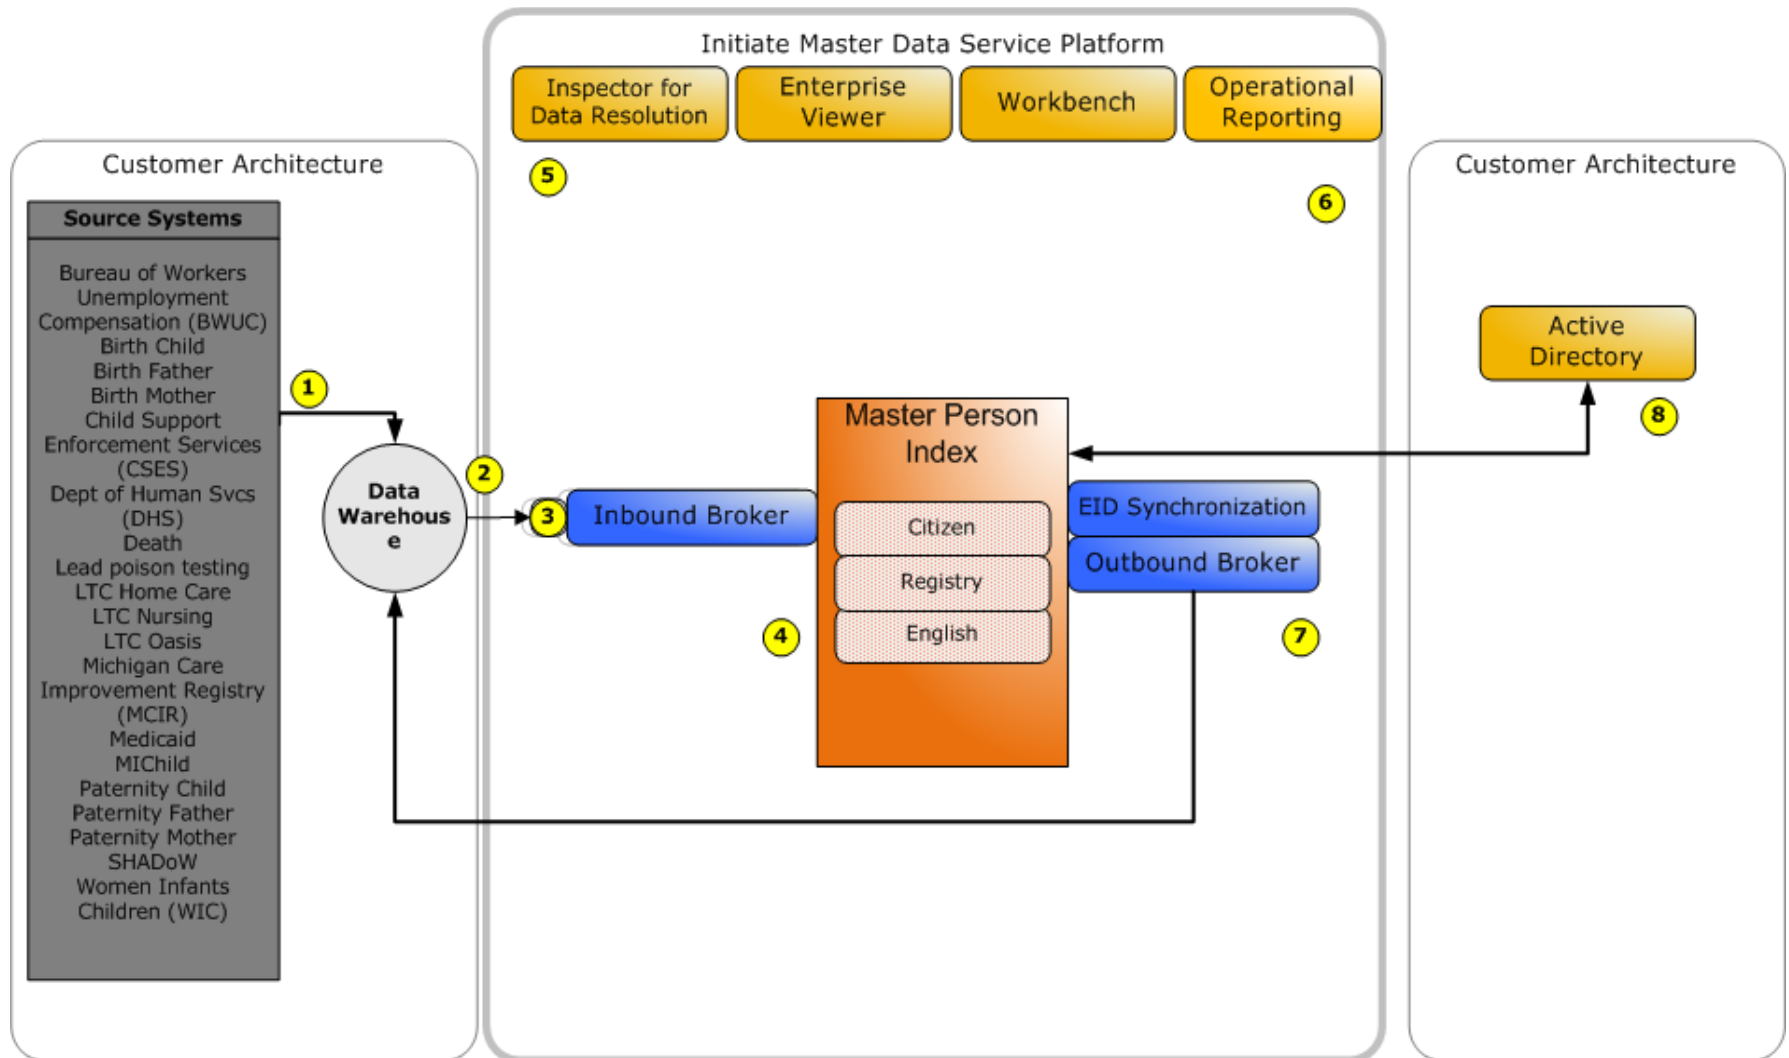 Initiate Master Data Service Platform
Inspector for
Data Resolution
Enterprise
Viewer
Workbench
Operational
Reporting
5
6
Customer Architecture
Source Systems
Bureau of Workers
Unemployment
Compensation (BWUC)
Birth Child
Birth Father
Birth Mother
Child Support
Enforcement Services
(CSES)
Dept of Human Svcs
(DHS)
Death
Lead poison testing
LTC Home Care
LTC Nursing
LTC Oasis
Michigan Care
Improvement Registry
(MCIR)
Medicaid
MIChild
Paternity Child
Paternity Father
Paternity Mother
SHADoW
Women Infants
Children (WIC)
1
Data
Warehous
e
2
3
Inbound Broker
4
Master Person
Index
Citizen
Registry
English
EID Synchronization
Outbound Broker
7
Customer Architecture
Active
Directory
8